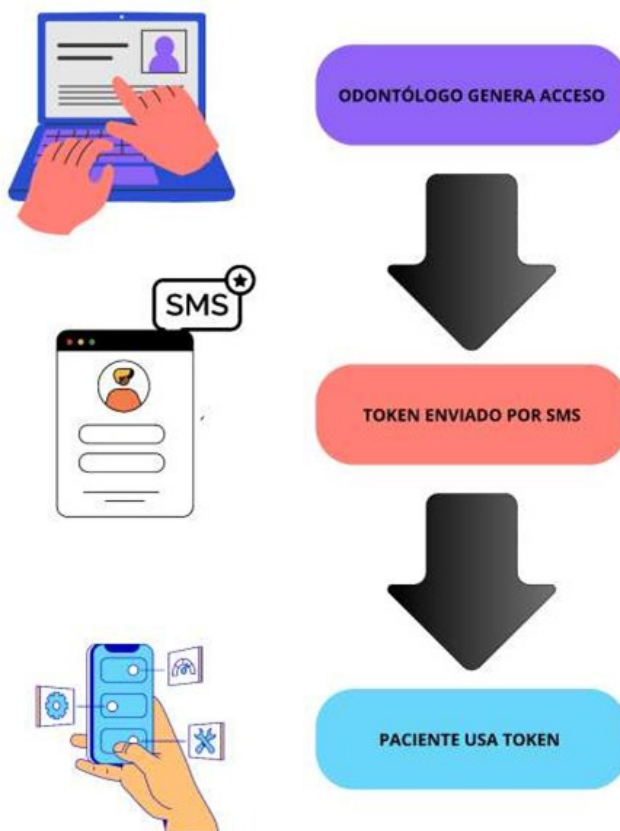 ODONTÓLOGO GENERA ACCESO
SMS
TOKEN ENVIADO POR SMS
PACIENTE USA TOKEN